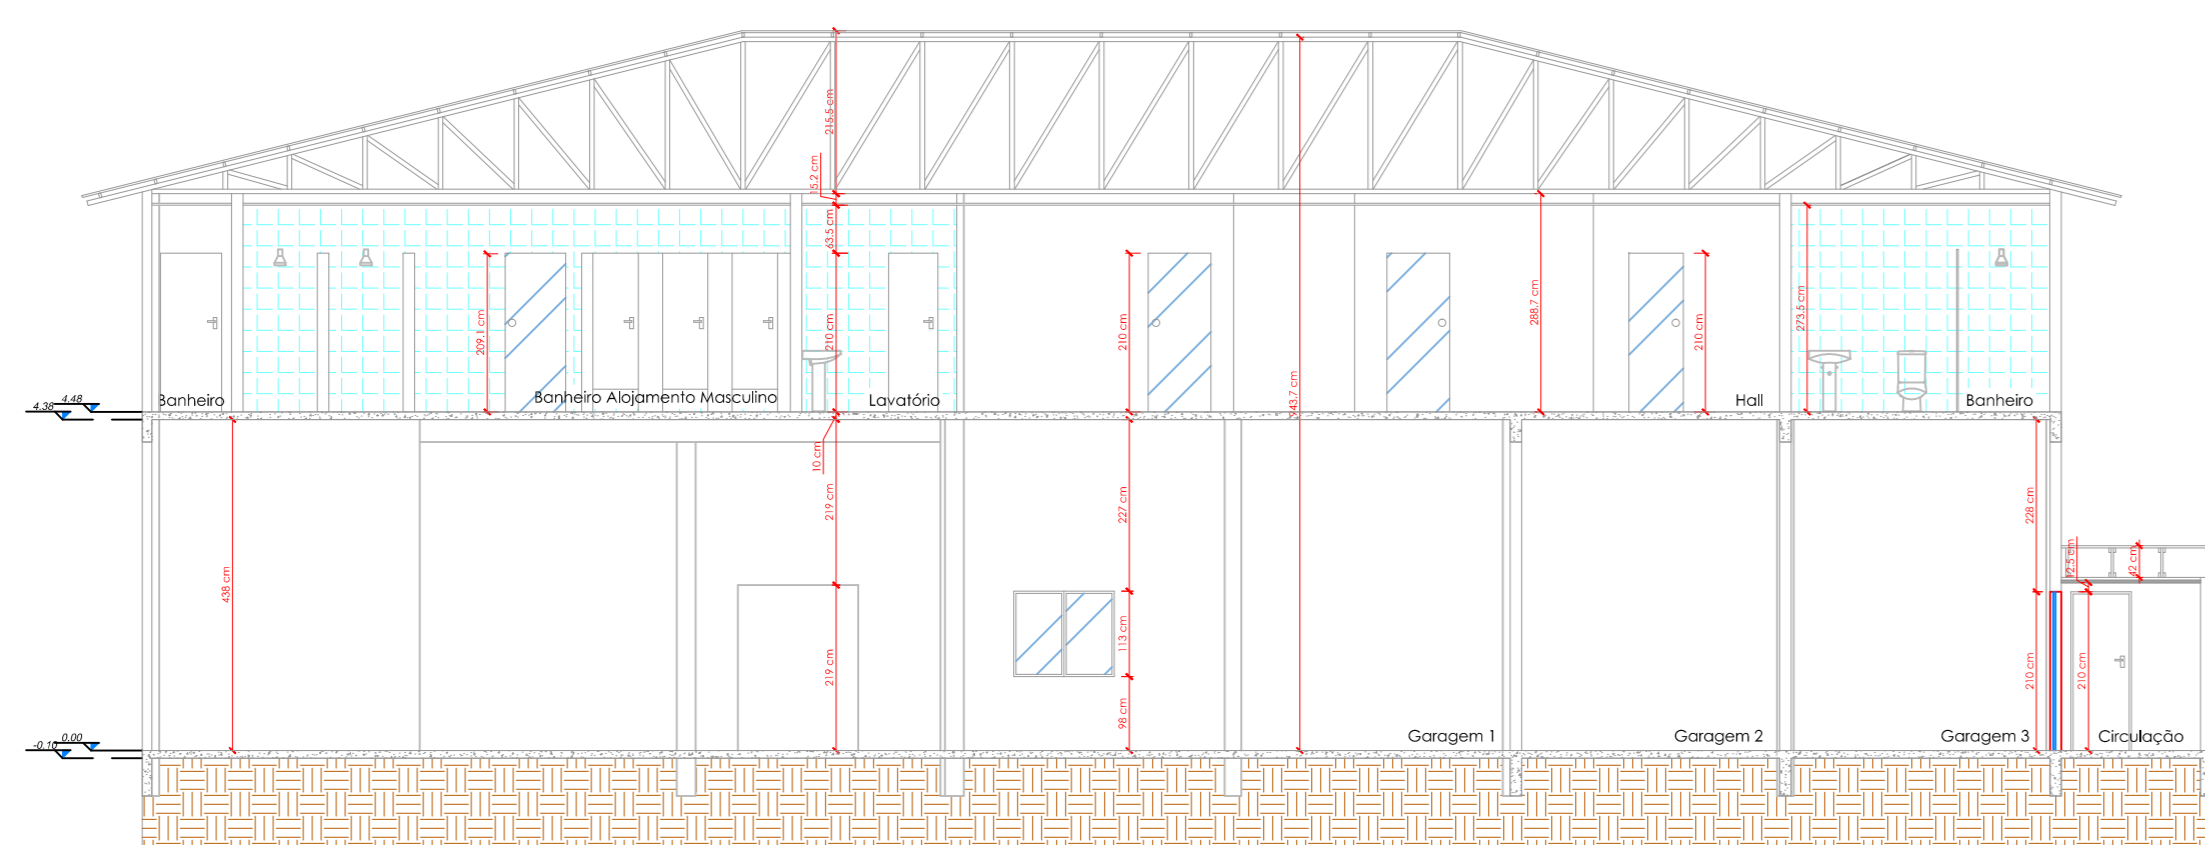 215.5 cm
15.2 cm
63.5 cm
209.1 cm
210 cm
210 cm
288.7 cm
210 cm
273.5 cm
Banheiro
Banheiro Alojamento Masculino
Lavatório
Hall
Banheiro
4.48
4.38
943.7 cm
10 cm
438 cm
219 cm
219 cm
227 cm
113 cm
98 cm
228 cm
210 cm
12.5 cm
42 cm
210 cm
Garagem 1
Garagem 2
Garagem 3
Circulação
0.00
-0.10